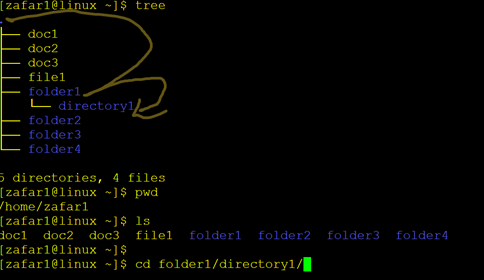 [zafar1@linux ~]$ tree
.
├── doc1
├── doc2
├── doc3
├── file1
├── folder1
│   └── directory1
├── folder2
├── folder3
└── folder4
5 directories, 4 files
[zafar1@linux ~]$ pwd
/home/zafar1
[zafar1@linux ~]$ ls
doc1 doc2 doc3 file1 folder1 folder2 folder3 folder4
[zafar1@linux ~]$
[zafar1@linux ~]$ cd folder1/directory1/